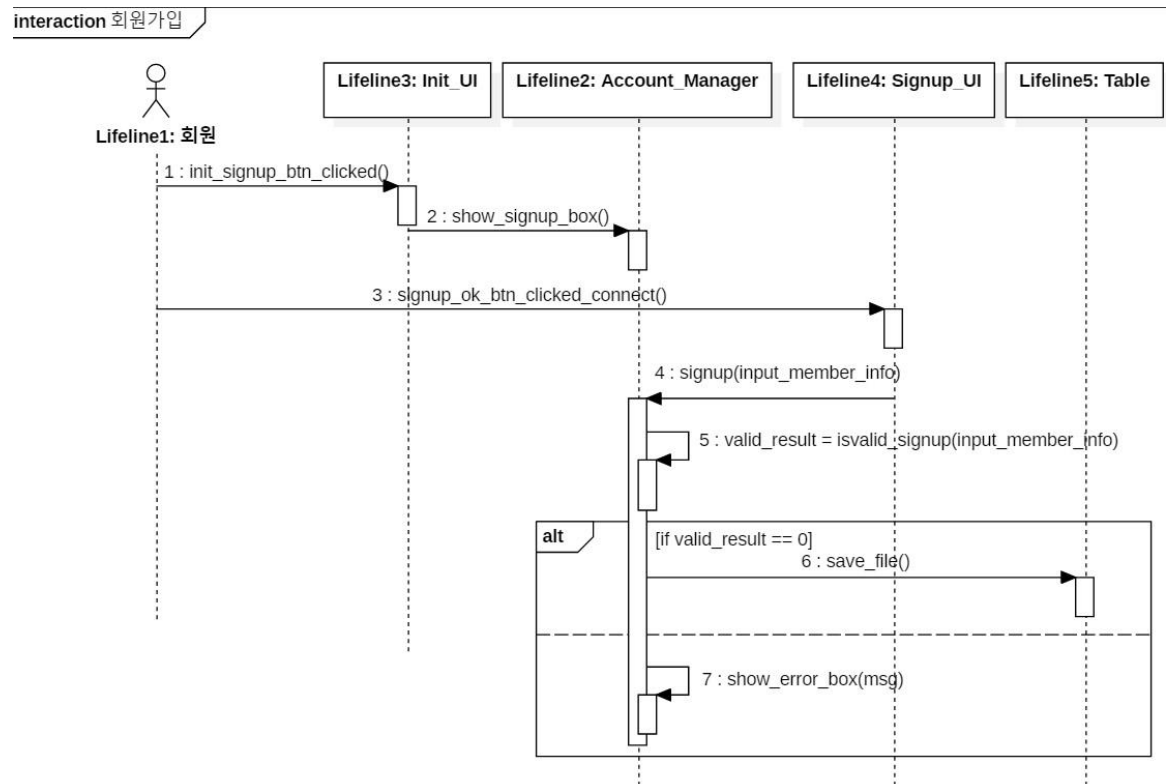 interaction 회원가입
Lifeline3: Init_UI
Lifeline2: Account_Manager
Lifeline4: Signup_UI
Lifeline5: Table
Lifeline1: 회원
1 : init_signup_btn_clicked()
2 : show_signup_box()
3 : signup_ok_btn_clicked_connect()
4 : signup(input_member_info)
5 : valid_result = isvalid_signup(input_member_info)
alt
[if valid_result == 0]
6 : save_file()
7 : show_error_box(msg)